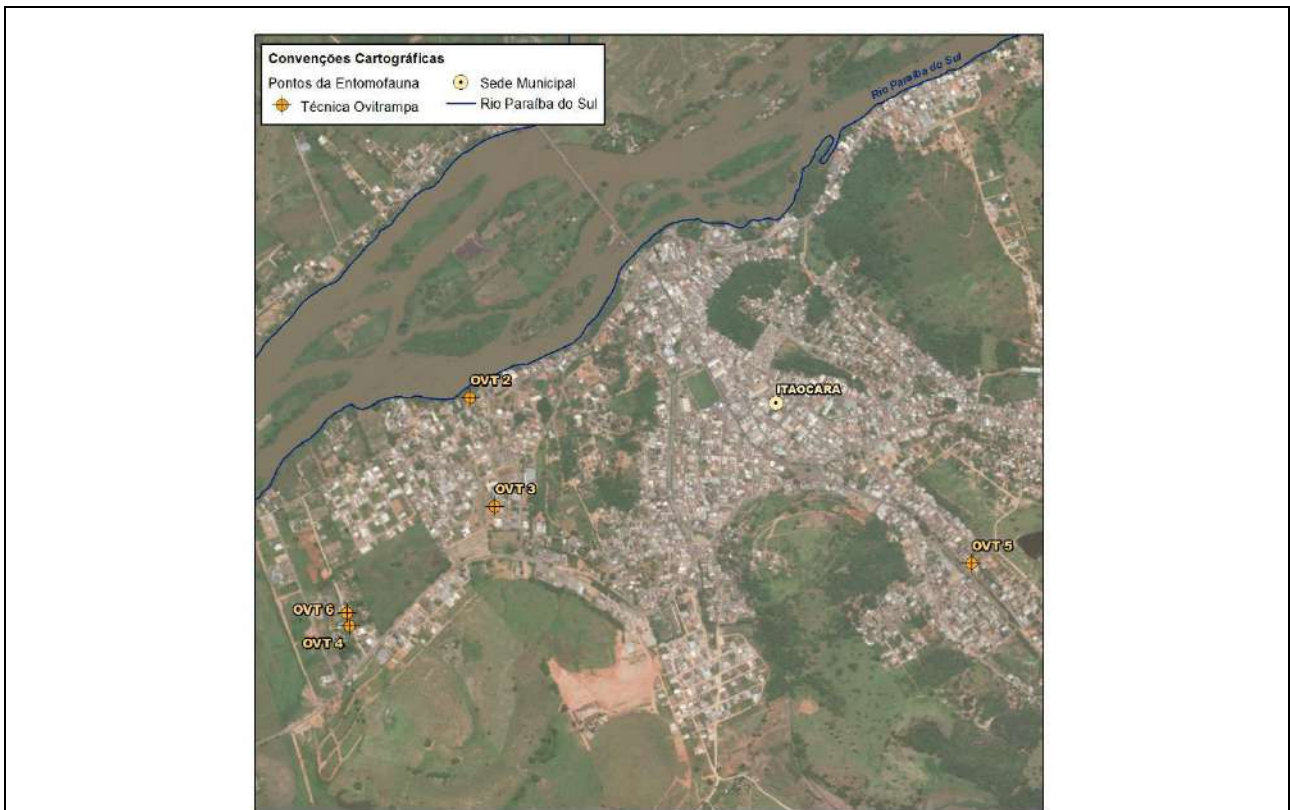 Convenções Cartográficas
Pontos da Entomofauna
Técnica Ovitrampa
Sede Municipal
Rio Paraíba do Sul
Rio Paraíba do Sul
OVT 2
ITAOCARA
OVT 3
OVT 5
OVT 6
OVT 4